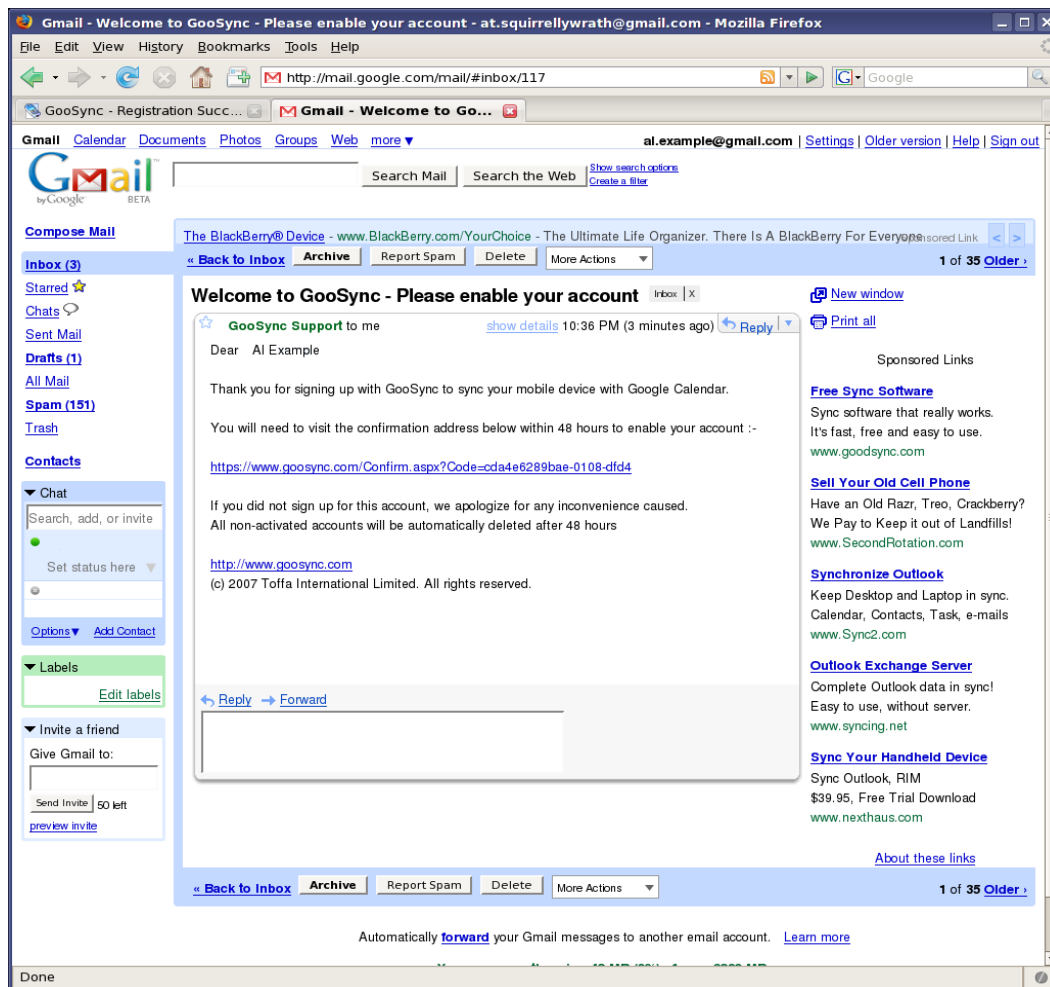 Gmail - Welcome to GooSync - Please enable your account - at.squirrellywrath@gmail.com - Mozilla Firefox
File Edit View History Bookmarks Tools Help
http://mail.google.com/mail/#inbox/117
G Google
GooSync - Registration Succ...
Gmail - Welcome to Go...
Gmail Calendar Documents Photos Groups Web more ▼
al.example@gmail.com | Settings | Older version | Help | Sign out
Gmail
by Google BETA
Search Mail Search the Web
Show search options
Create a filter
Compose Mail
Inbox (3)
Starred
Chats
Sent Mail
Drafts (1)
All Mail
Spam (151)
Trash
Contacts
▼ Chat
Search, add, or invite
Set status here ▼
Options▼ Add Contact
▼ Labels
Edit labels
▼ Invite a friend
Give Gmail to:
Send Invite 50 left
preview invite
The BlackBerry® Device - www.BlackBerry.com/YourChoice - The Ultimate Life Organizer. There Is A BlackBerry For Everyone
Sponsored Link < >
« Back to Inbox Archive Report Spam Delete More Actions ▼
1 of 35 Older ›
Welcome to GooSync - Please enable your account Inbox | X
GooSync Support to me show details 10:36 PM (3 minutes ago) Reply ▼
Dear Al Example
Thank you for signing up with GooSync to sync your mobile device with Google Calendar.
You will need to visit the confirmation address below within 48 hours to enable your account :-
https://www.goosync.com/Confirm.aspx?Code=cda4e6289bae-0108-dfd4
If you did not sign up for this account, we apologize for any inconvenience caused.
All non-activated accounts will be automatically deleted after 48 hours
http://www.goosync.com
(c) 2007 Toffa International Limited. All rights reserved.
Reply Forward
New window
Print all
Sponsored Links
Free Sync Software
Sync software that really works.
It's fast, free and easy to use.
www.goodsync.com
Sell Your Old Cell Phone
Have an Old Razr, Treo, Crackberry?
We Pay to Keep it out of Landfills!
www.SecondRotation.com
Synchronize Outlook
Keep Desktop and Laptop in sync.
Calendar, Contacts, Task, e-mails
www.Sync2.com
Outlook Exchange Server
Complete Outlook data in sync!
Easy to use, without server.
www.syncing.net
Sync Your Handheld Device
Sync Outlook, RIM
$39.95, Free Trial Download
www.nexthaus.com
About these links
« Back to Inbox Archive Report Spam Delete More Actions ▼
1 of 35 Older ›
Automatically forward your Gmail messages to another email account. Learn more
Done